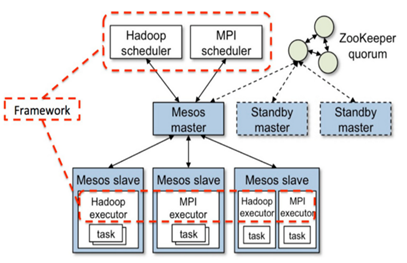 Hadoop
scheduler
MPI
scheduler
ZooKeeper
quorum
Framework
Mesos
master
Standby
master
Standby
master
Mesos slave
Hadoop
executor
task
Mesos slave
MPI
executor
task
Mesos slave
Hadoop
executor
task
MPI
executor
task